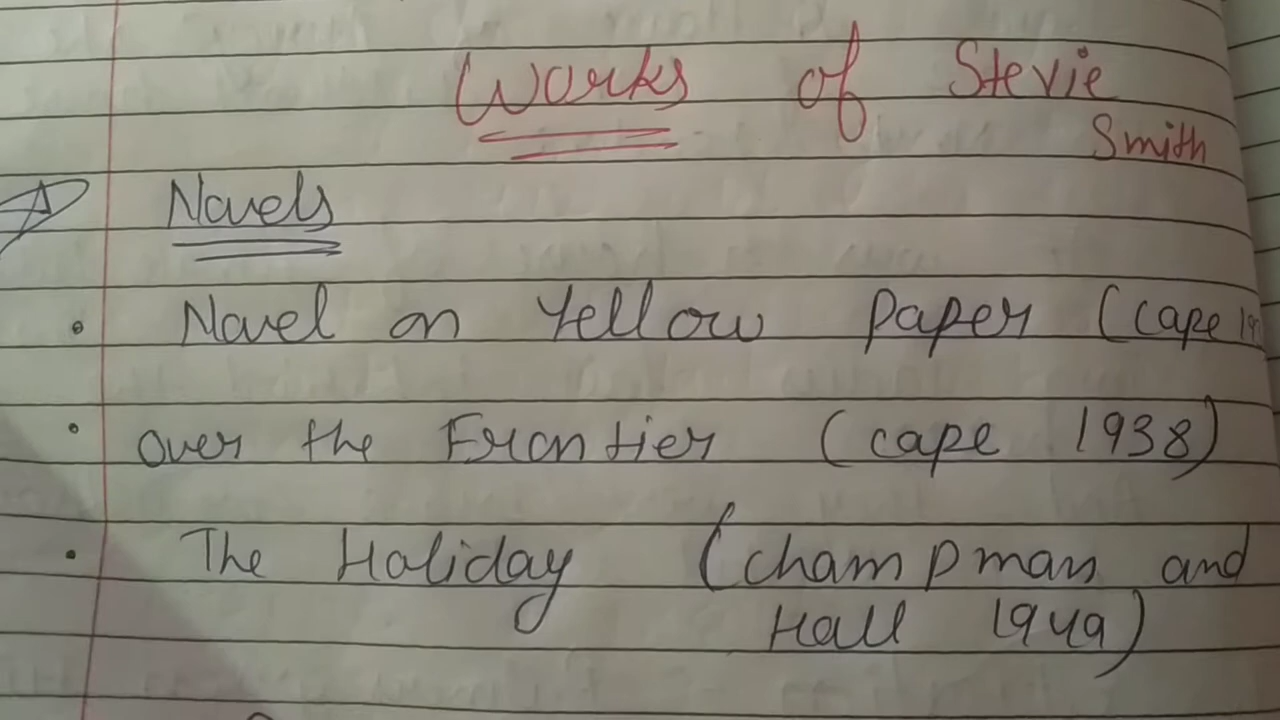 Works of Stevie
Smith
A Novels
• Novel on Yellow Paper (Cape 19
• Over the Frontier (Cape 1938)
• The Holiday (Champman and
Hall 1949)